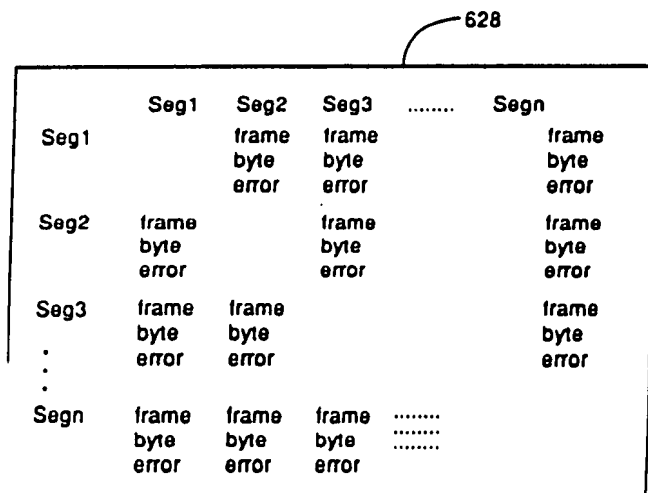 628
Seg1 Seg2 Seg3 ........ Segn
Seg1 frame frame frame
byte byte byte
error error error
Seg2 frame frame frame
byte byte byte
error error error
Seg3 frame frame frame
byte byte byte
error error error
Segn frame frame frame ........
byte byte byte ........
error error error ........